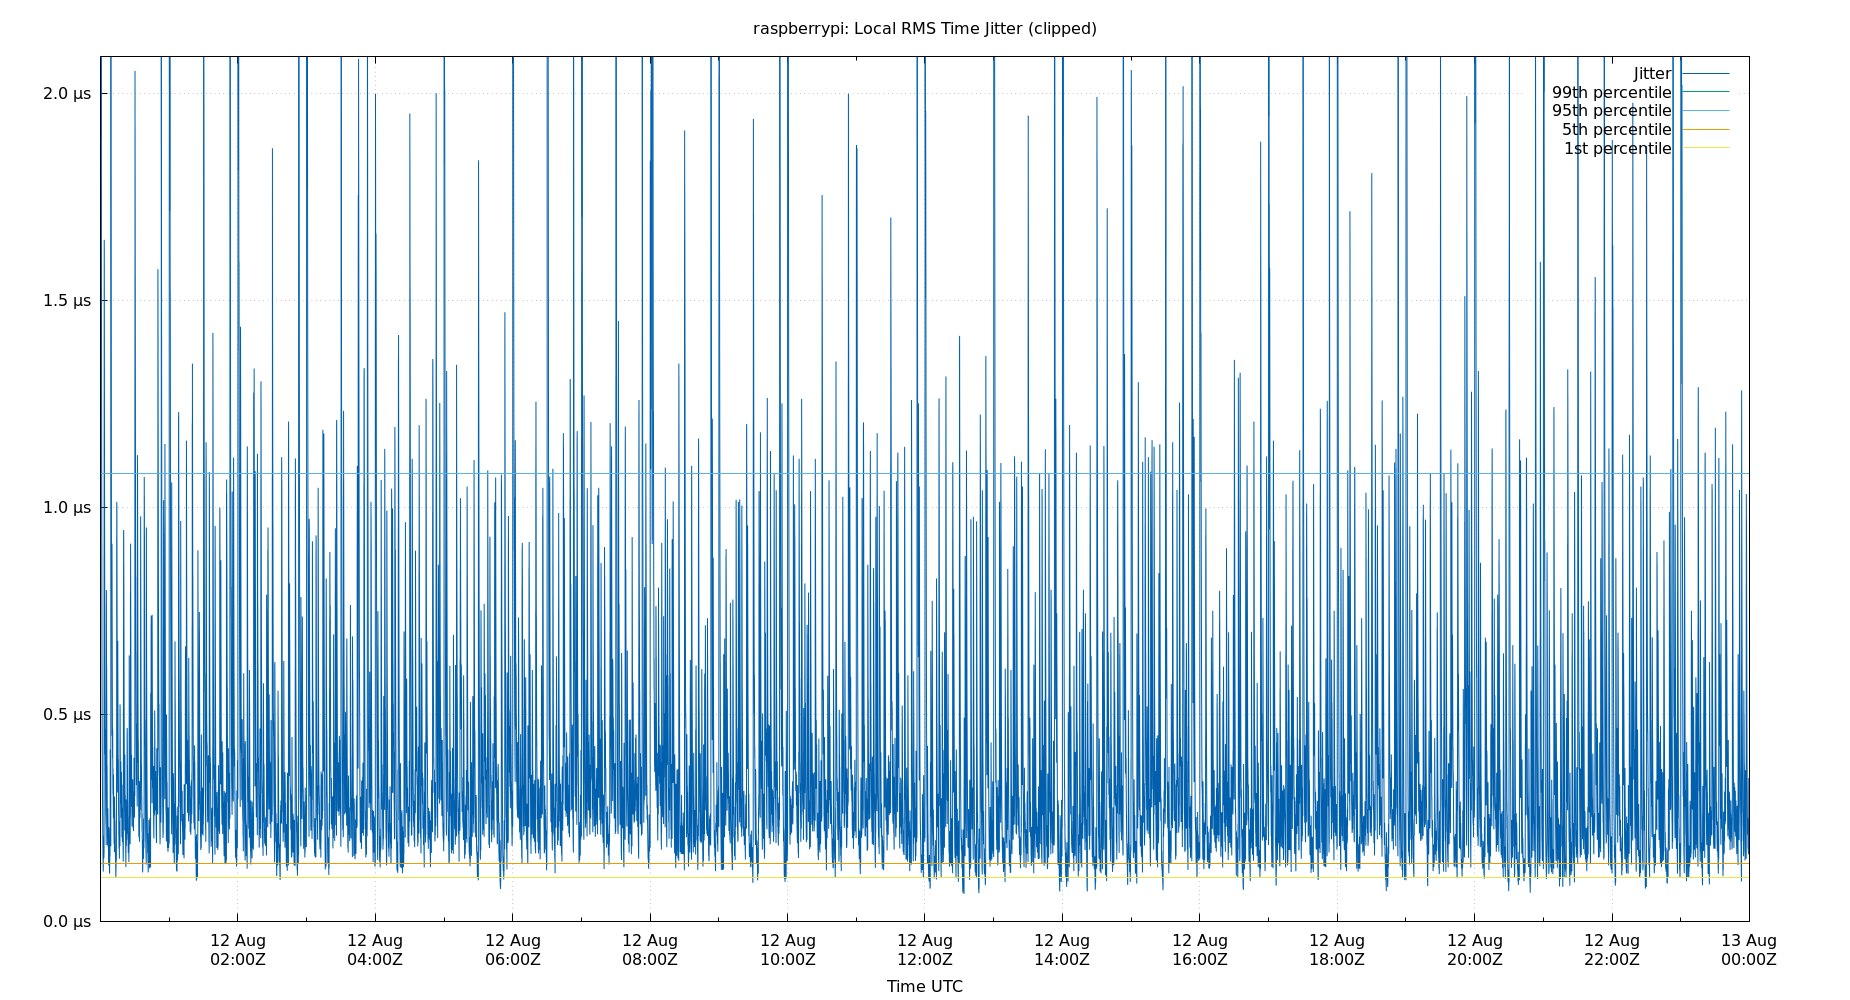 raspberrypi: Local RMS Time Jitter (clipped)
Jitter
99th percentile
95th percentile
5th percentile
1st percentile
2.0 µs
1.5 µs
1.0 µs
0.5 µs
0.0 µs
12 Aug
02:00Z
12 Aug
04:00Z
12 Aug
06:00Z
12 Aug
08:00Z
12 Aug
10:00Z
12 Aug
12:00Z
12 Aug
14:00Z
12 Aug
16:00Z
12 Aug
18:00Z
12 Aug
20:00Z
12 Aug
22:00Z
13 Aug
00:00Z
Time UTC